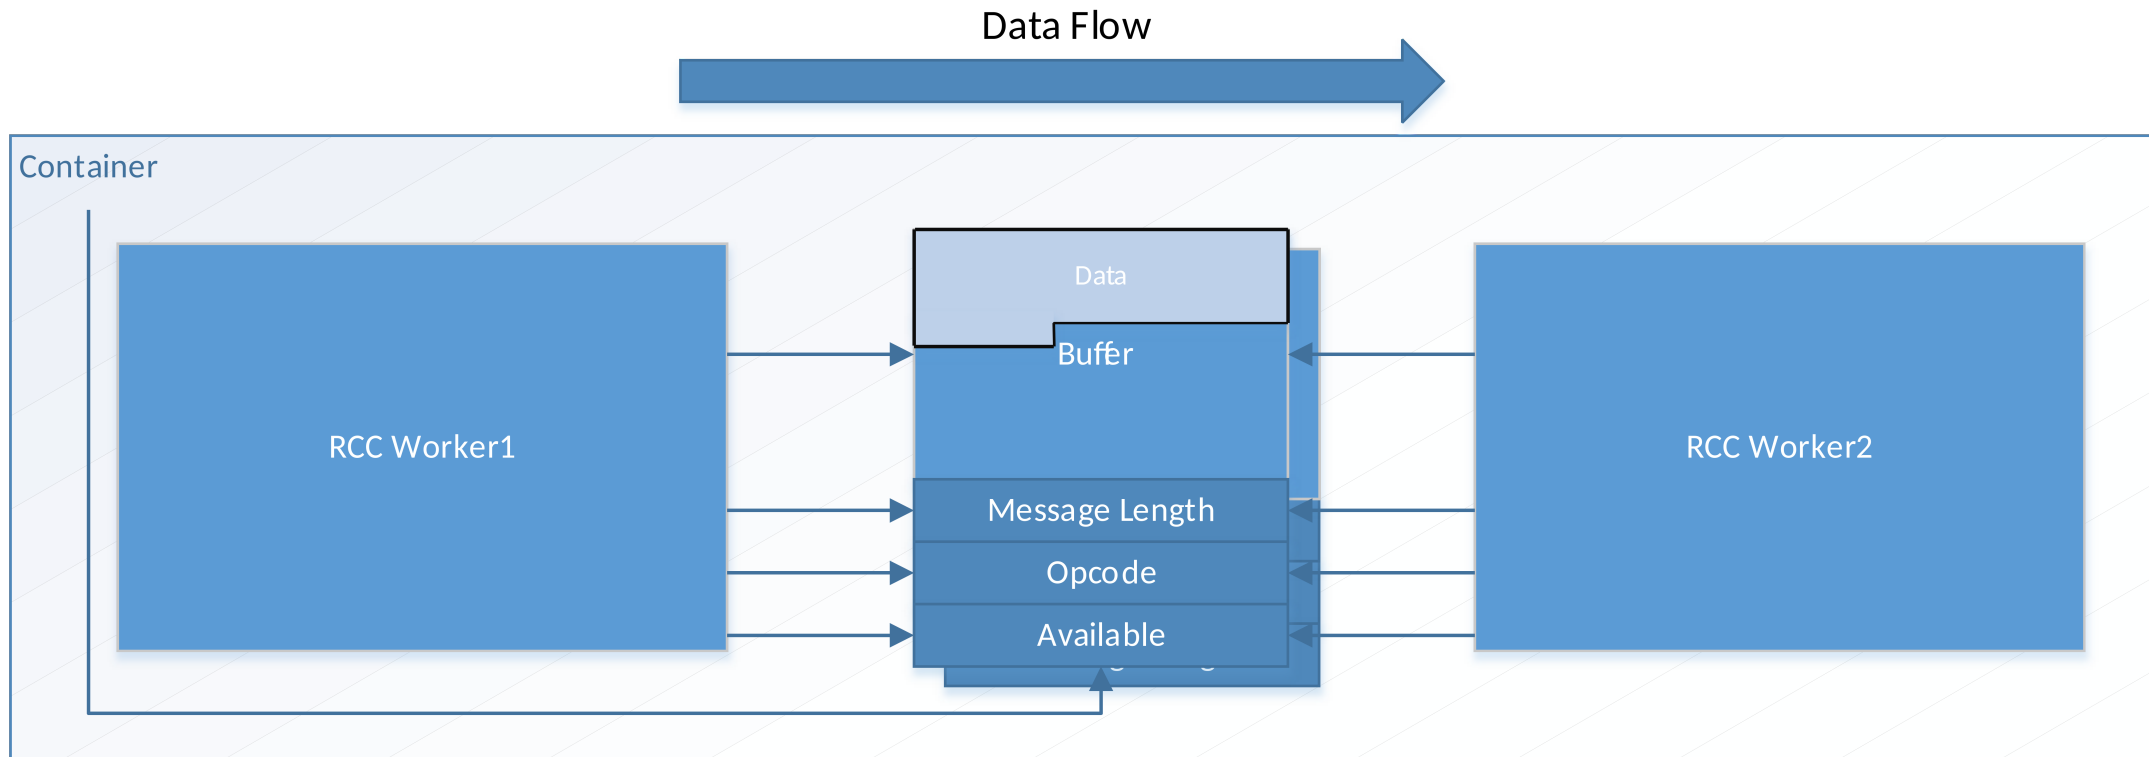 Data Flow
Container
Data
Buffer
RCC Worker1
RCC Worker2
Message Length
Opcode
Available